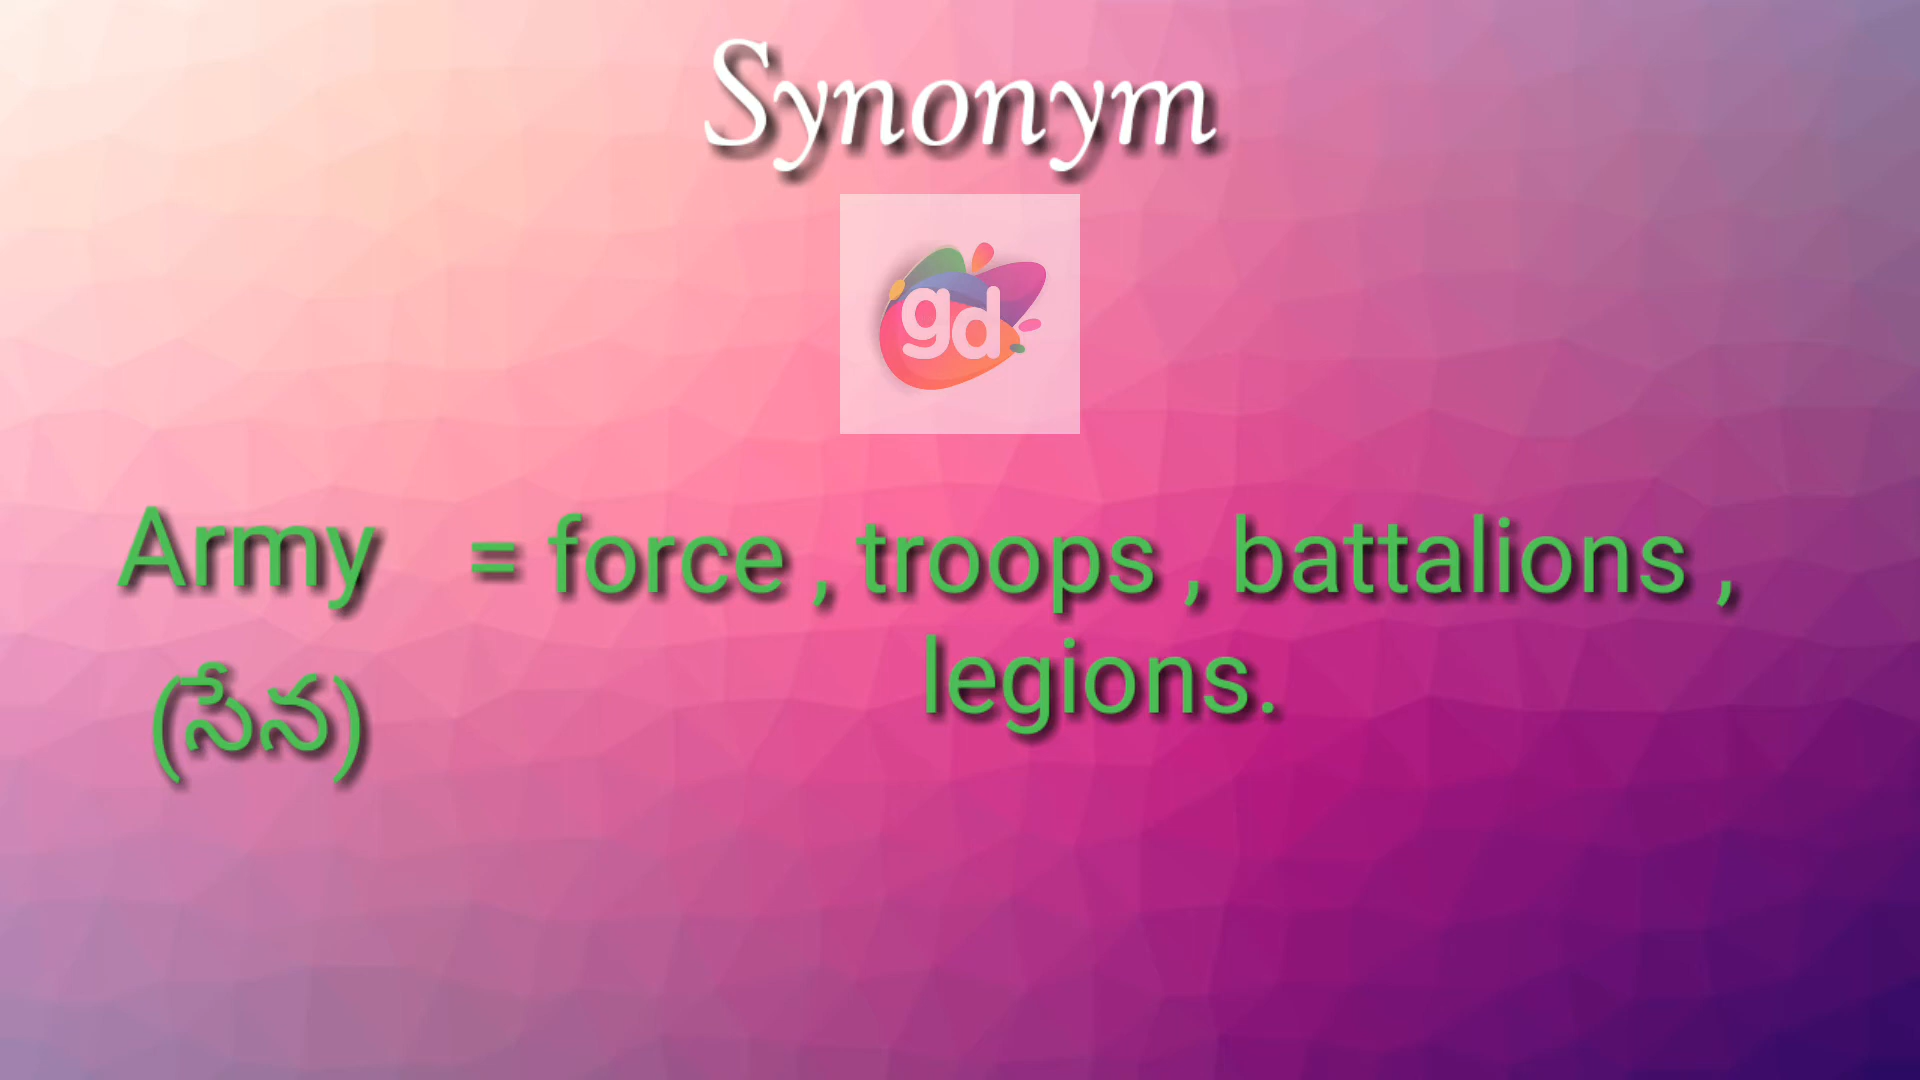 Synonym
gd
Army = force , troops , battalions ,
legions.
(సేన)